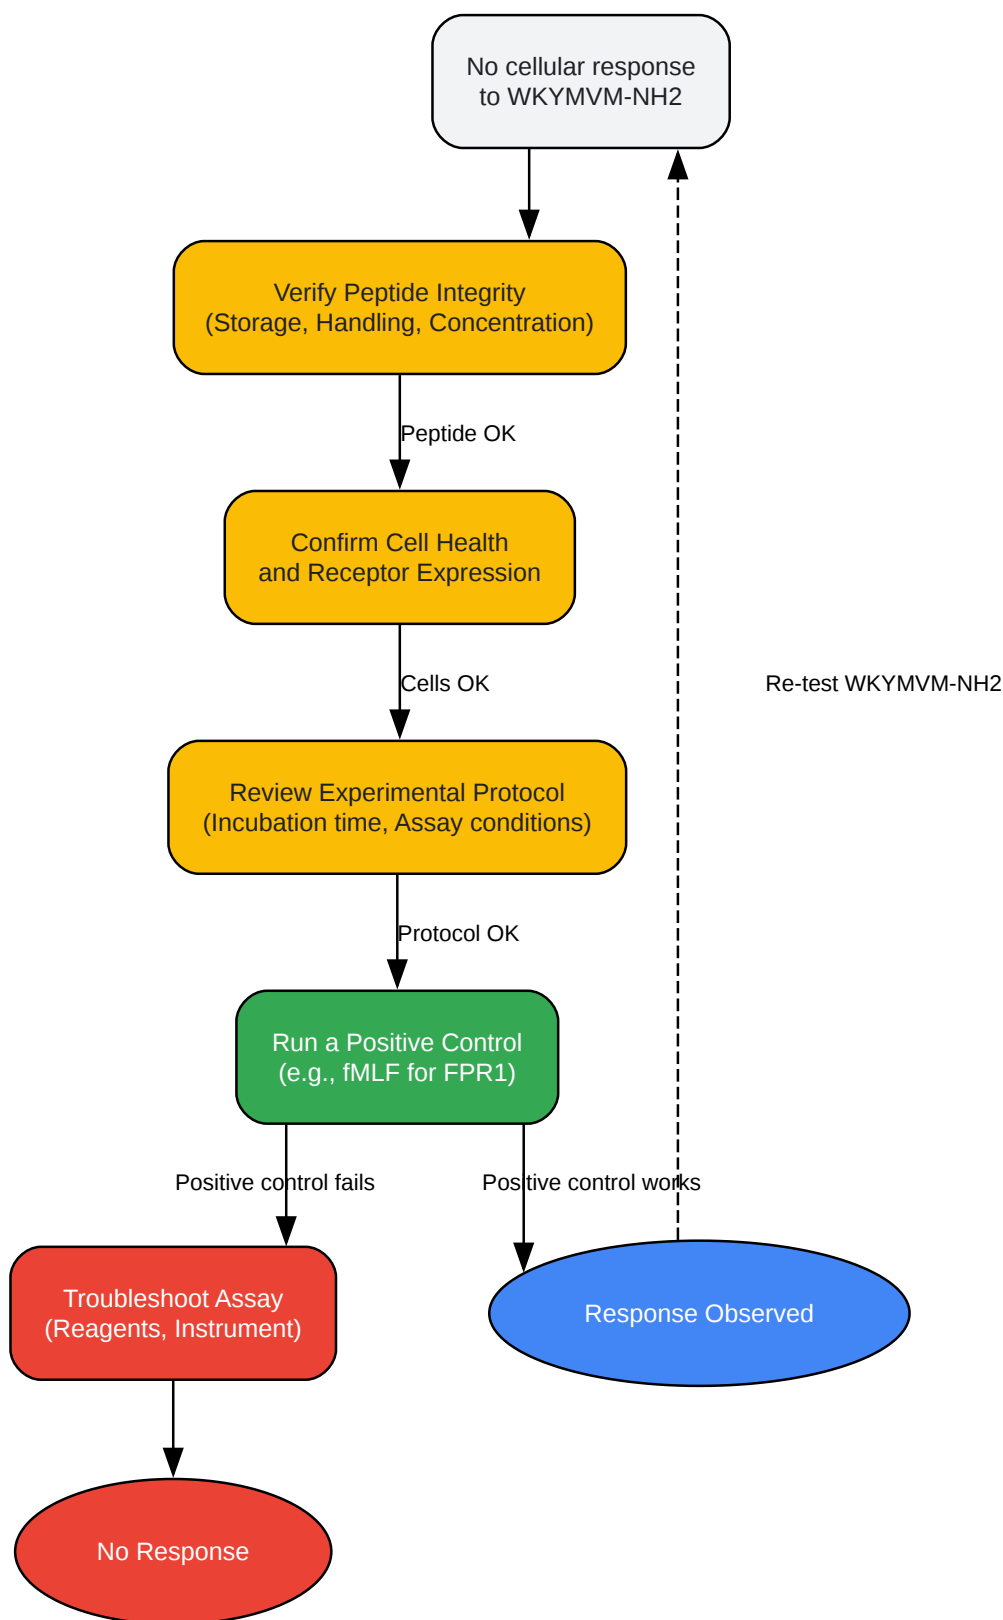 No cellular response
to WKYMVM-NH2
Verify Peptide Integrity
(Storage, Handling, Concentration)
Peptide OK
Confirm Cell Health
and Receptor Expression
Cells OK
Re-test WKYMVM-NH2
Review Experimental Protocol
(Incubation time, Assay conditions)
Protocol OK
Run a Positive Control
(e.g., fMLF for FPR1)
Positive control fails
Positive control works
Troubleshoot Assay
(Reagents, Instrument)
Response Observed
No Response